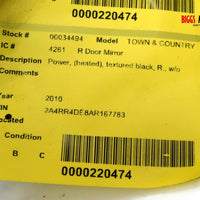 0000220474
BIGGS M
Stock # 00034494 Model TOWN & COUNTRY
IC # 4261 R Door Mirror
Description Power, (heated), textured black, R., w/o
Comments
Year 2010
VIN 2A4RR4DE8AR167763
Located
Condition
B C
0000220474